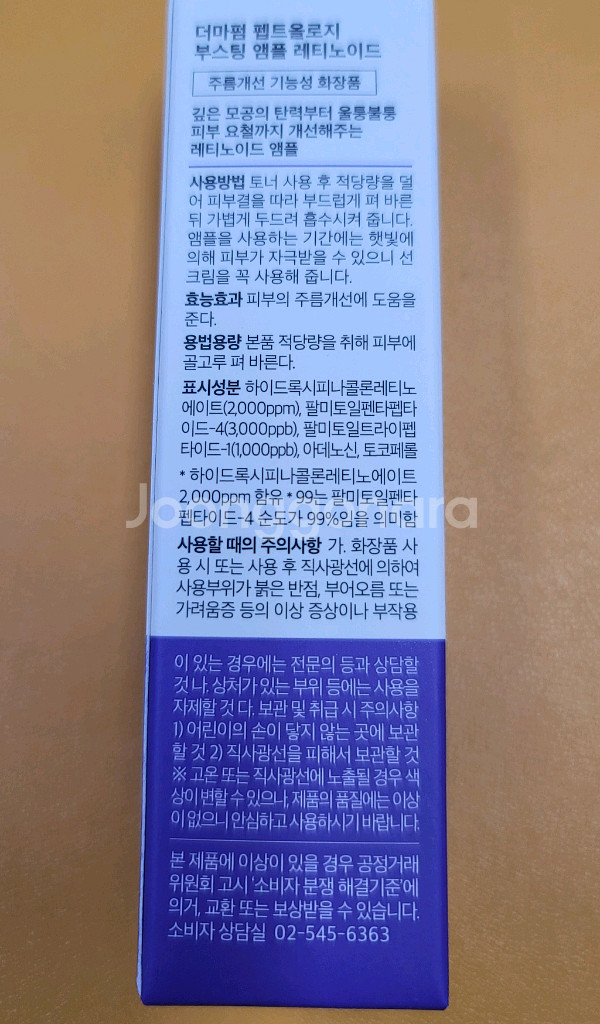 더마펌 펩트올로지
부스팅 앰플 레티노이드
주름개선 기능성 화장품
깊은 모공의 탄력부터 울퉁불퉁
피부 요철까지 개선해주는
레티노이드 앰플
사용방법 토너 사용 후 적당량을 덜
어 피부결을 따라 부드럽게 펴 바른
뒤 가볍게 두드려 흡수시켜 줍니다.
앰플을 사용하는 기간에는 햇빛에
의해 피부가 자극받을 수 있으니 선
크림을 꼭 사용해 줍니다.
효능효과 피부의 주름개선에 도움을
준다.
용법용량 본품 적당량을 취해 피부에
골고루 펴 바른다.
표시성분 하이드록시피나콜론레티노
에이트(2,000ppm), 팔미토일펜타펩타
이드-4(3,000ppb), 팔미토일트라이펩
타이드-1(1,000ppb), 아데노신, 토코페롤
* 하이드록시피나콜론레티노에이트
2,000ppm 함유 * 99는 팔미토일펜타
펩타이드-4 순도가 99%임을 의미함
Joonggonara
사용할 때의 주의사항 가. 화장품 사
용 시 또는 사용 후 직사광선에 의하여
사용부위가 붉은 반점, 부어오름 또는
가려움증 등의 이상 증상이나 부작용
이 있는 경우에는 전문의 등과 상담할
것 나. 상처가 있는 부위 등에는 사용을
자제할 것 다. 보관 및 취급 시 주의사항
1) 어린이의 손이 닿지 않는 곳에 보관
할 것 2) 직사광선을 피해서 보관할 것
※ 고온 또는 직사광선에 노출될 경우 색
상이 변할 수 있으나, 제품의 품질에는 이상
이 없으니 안심하고 사용하시기 바랍니다.
본 제품에 이상이 있을 경우 공정거래
위원회 고시 '소비자 분쟁 해결기준'에
의거, 교환 또는 보상받을 수 있습니다.
소비자 상담실 02-545-6363